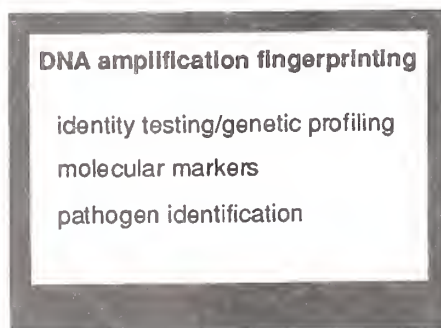 DNA amplification fingerprinting
identity testing/genetic profiling
molecular markers
pathogen identification